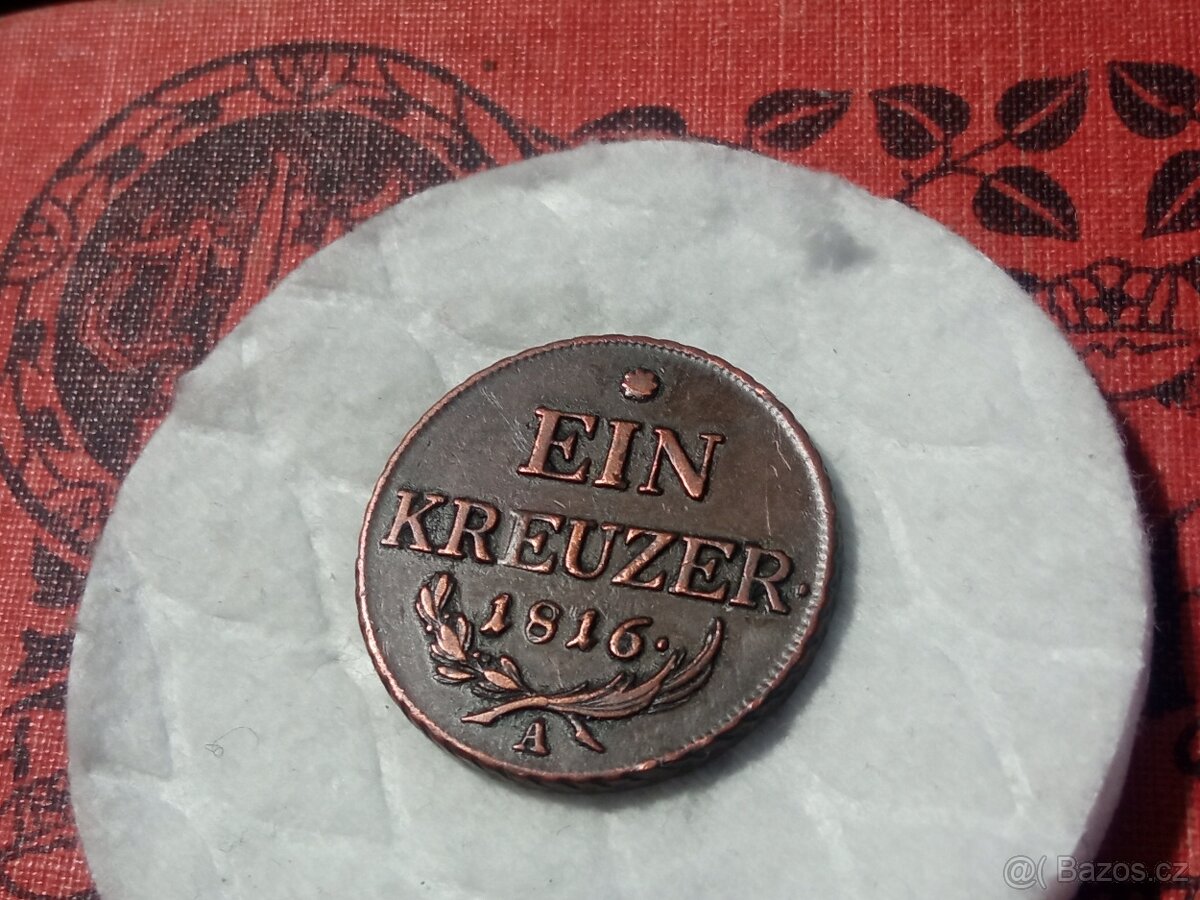 EIN
KREUZER.
1816.
A
@( Bazos.cz